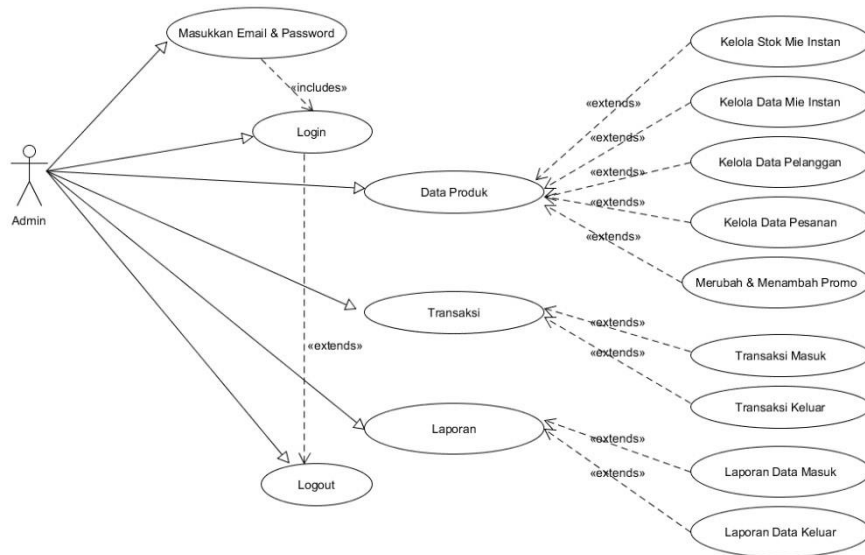 Masukkan Email & Password
«includes»
Login
Admin
Data Produk
Transaksi
«extends»
Laporan
Logout
Kelola Stok Mie Instan
«extends»
Kelola Data Mie Instan
«extends»
Kelola Data Pelanggan
«extends»
Kelola Data Pesanan
«extends»
Merubah & Menambah Promo
«extends»
Transaksi Masuk
«extends»
Transaksi Keluar
«extends»
Laporan Data Masuk
«extends»
Laporan Data Keluar
«extends»